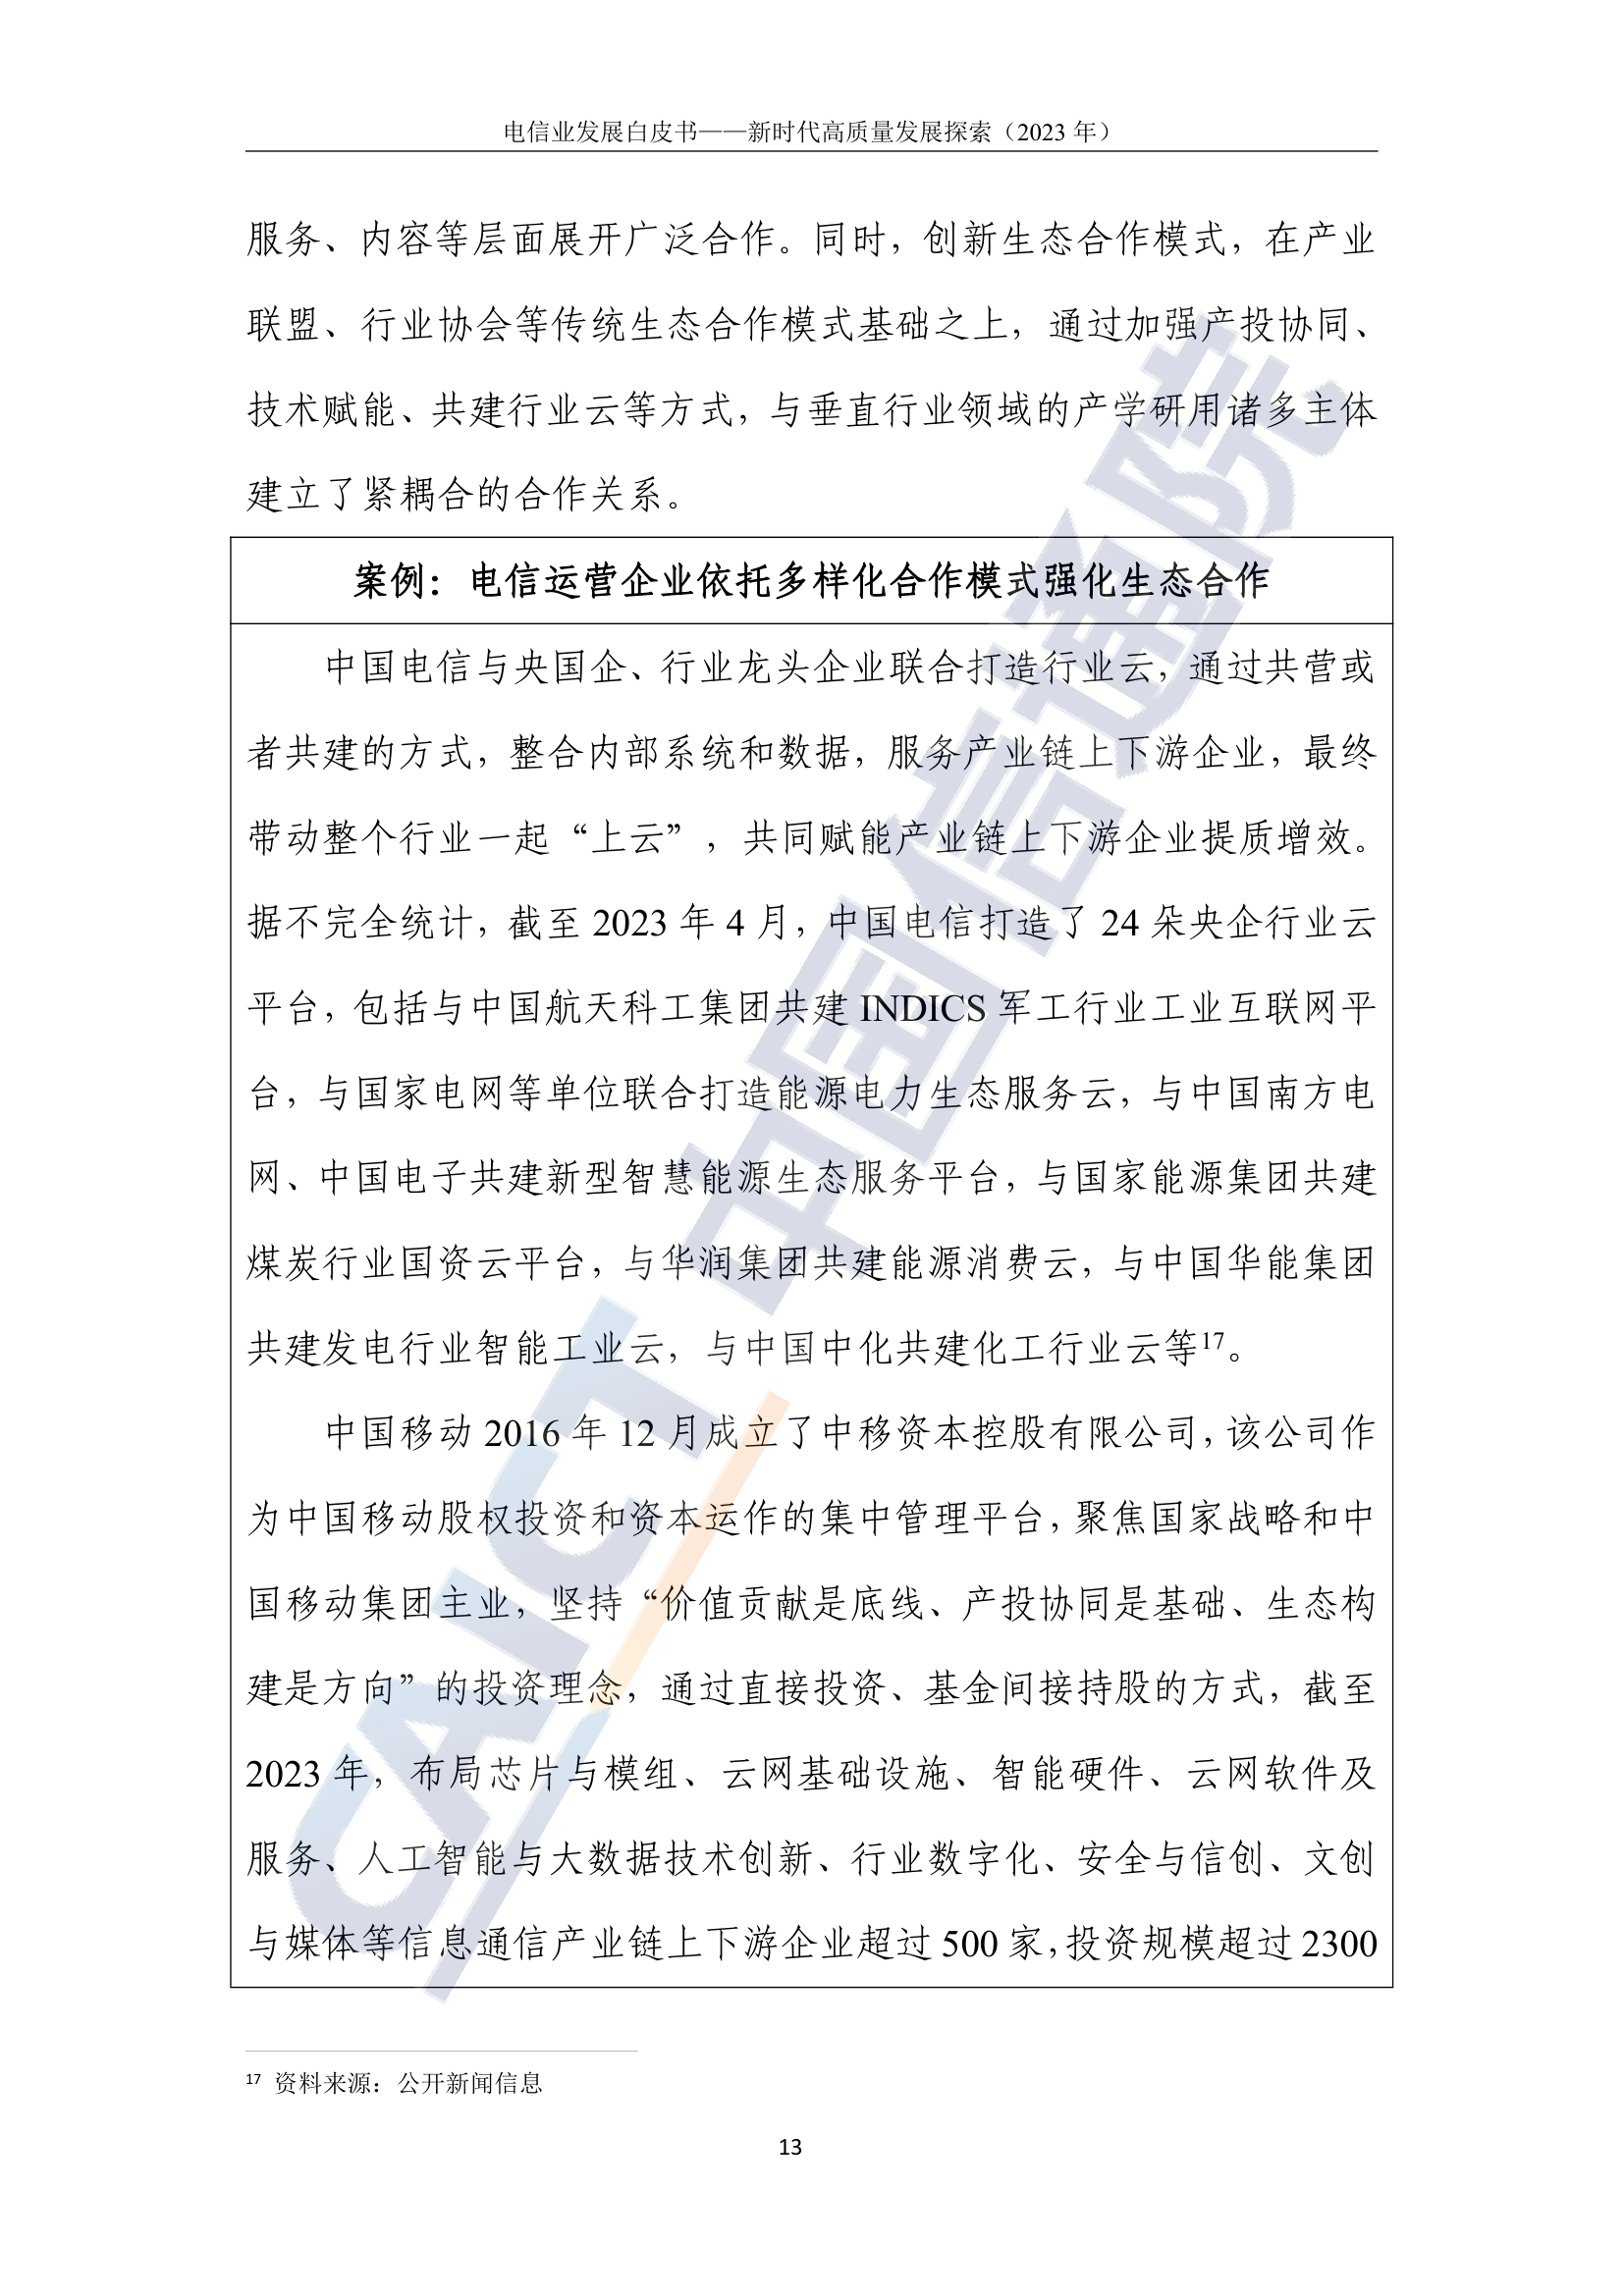 电信业发展白皮书——新时代高质量发展探索（2023 年）
服务、内容等层面展开广泛合作。同时，创新生态合作模式，在产业
联盟、行业协会等传统生态合作模式基础之上，通过加强产投协同、
技术赋能、共建行业云等方式，与垂直行业领域的产学研用诸多主体
建立了紧耦合的合作关系。
案例：电信运营企业依托多样化合作模式强化生态合作
中国电信与央国企、行业龙头企业联合打造行业云，通过共营或
者共建的方式，整合内部系统和数据，服务产业链上下游企业，最终
带动整个行业一起“上云”，共同赋能产业链上下游企业提质增效。
据不完全统计，截至 2023 年 4 月，中国电信打造了 24 朵央企行业云
平台，包括与中国航天科工集团共建 INDICS 军工行业工业互联网平
台，与国家电网等单位联合打造能源电力生态服务云，与中国南方电
网、中国电子共建新型智慧能源生态服务平台，与国家能源集团共建
煤炭行业国资云平台，与华润集团共建能源消费云，与中国华能集团
共建发电行业智能工业云，与中国中化共建化工行业云等17。
中国移动 2016 年 12 月成立了中移资本控股有限公司，该公司作
为中国移动股权投资和资本运作的集中管理平台，聚焦国家战略和中
国移动集团主业，坚持“价值贡献是底线、产投协同是基础、生态构
建是方向”的投资理念，通过直接投资、基金间接持股的方式，截至
2023 年，布局芯片与模组、云网基础设施、智能硬件、云网软件及
服务、人工智能与大数据技术创新、行业数字化、安全与信创、文创
与媒体等信息通信产业链上下游企业超过 500 家，投资规模超过 2300
17 资料来源：公开新闻信息
13
CAICT 中国信通院